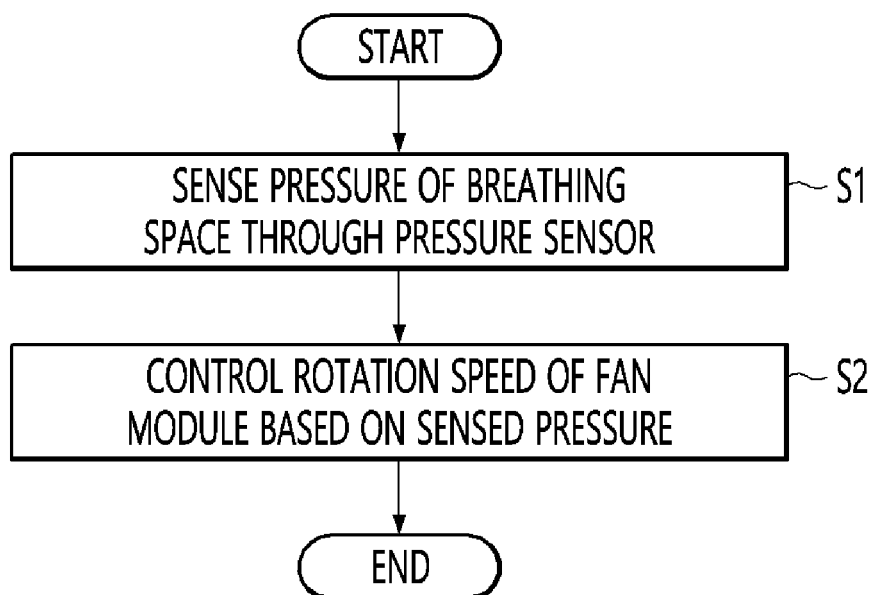 START
SENSE PRESSURE OF BREATHING
SPACE THROUGH PRESSURE SENSOR
S1
CONTROL ROTATION SPEED OF FAN
MODULE BASED ON SENSED PRESSURE
S2
END